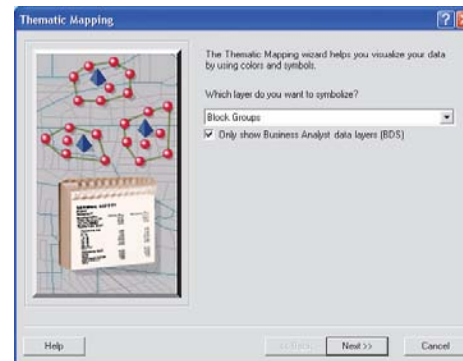 Thematic Mapping
The Thematic Mapping wizard helps you visualize your data
by using colors and symbols.
Which layer do you want to symbolize?
Block Groups
Only show Business Analyst data layers (BDS)
Help
Next >>
Cancel